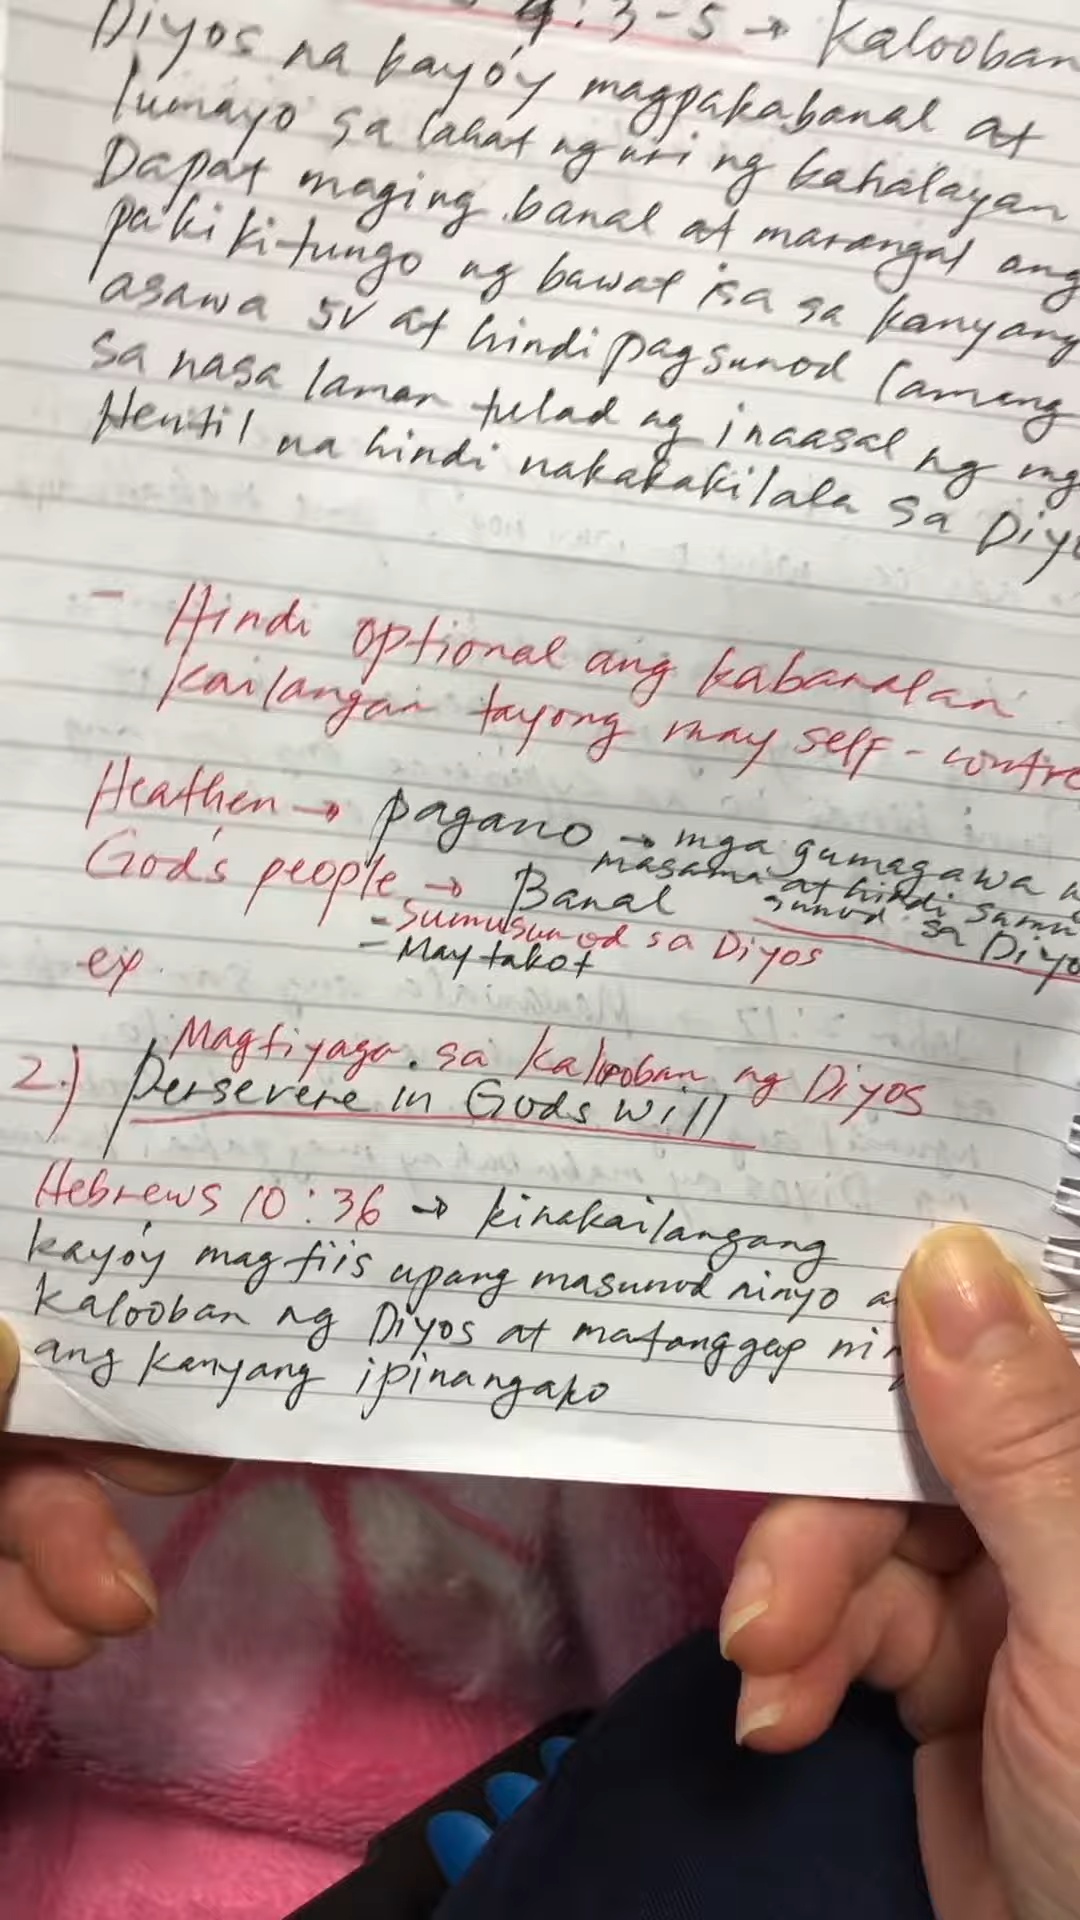 4:3-5 → Kalooban
Diyos na kayo'y magpakabanal at
lumayo sa lahat ng uri ng kahalayan
Dapat maging banal at marangal ang
pakikitungo ng bawat isa sa kanyang
asawa 5v at hindi pagsunod lamang
sa nasa laman tulad ng inaasal ng mg
Hentil na hindi nakakakilala sa Diyo
- Hindi optional ang kabanalan
kailangan tayong may self-contro
Heathen → pagano → mga gumagawa
masama at hindi sumu
sunod sa Diyo
God's people → Banal
- Sumusunod sa Diyos
- May takot
ex.
Magtiyaga sa kalooban ng Diyos
2.) Persevere in Gods will
Hebrews 10:36 → kinakailangang
kayo'y magtiis upang masunod ninyo a
kalooban ng Diyos at matanggap nin
ang kanyang ipinangako